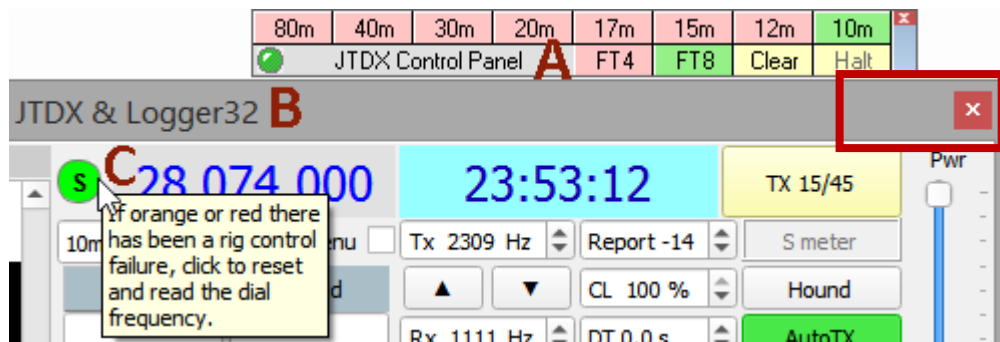 80m 40m 30m 20m 17m 15m 12m 10m
JTDX Control Panel A FT4 FT8 Clear Halt
JTDX & Logger32 B
S C 28 074 000 23:53:12 TX 15/45 Pwr
If orange or red there
has been a rig control
failure, click to reset
and read the dial
frequency.
10m enu Tx 2309 Hz Report -14 S meter
d CL 100 % Hound
Rx 1111 Hz DT 0.0 s AutoTX